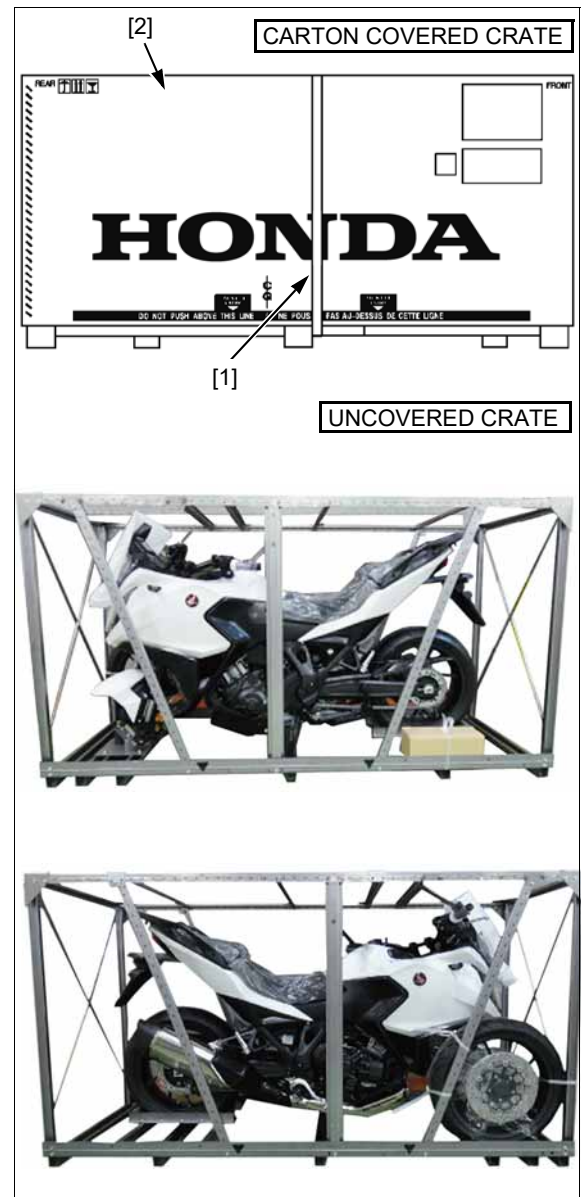 [2]
CARTON COVERED CRATE
REAR
FRONT
HONDA
C
G
DO NOT PUSH ABOVE THIS LINE NE POUS PAS AU-DESSUS DE CETTE LIGNE
[1]
UNCOVERED CRATE